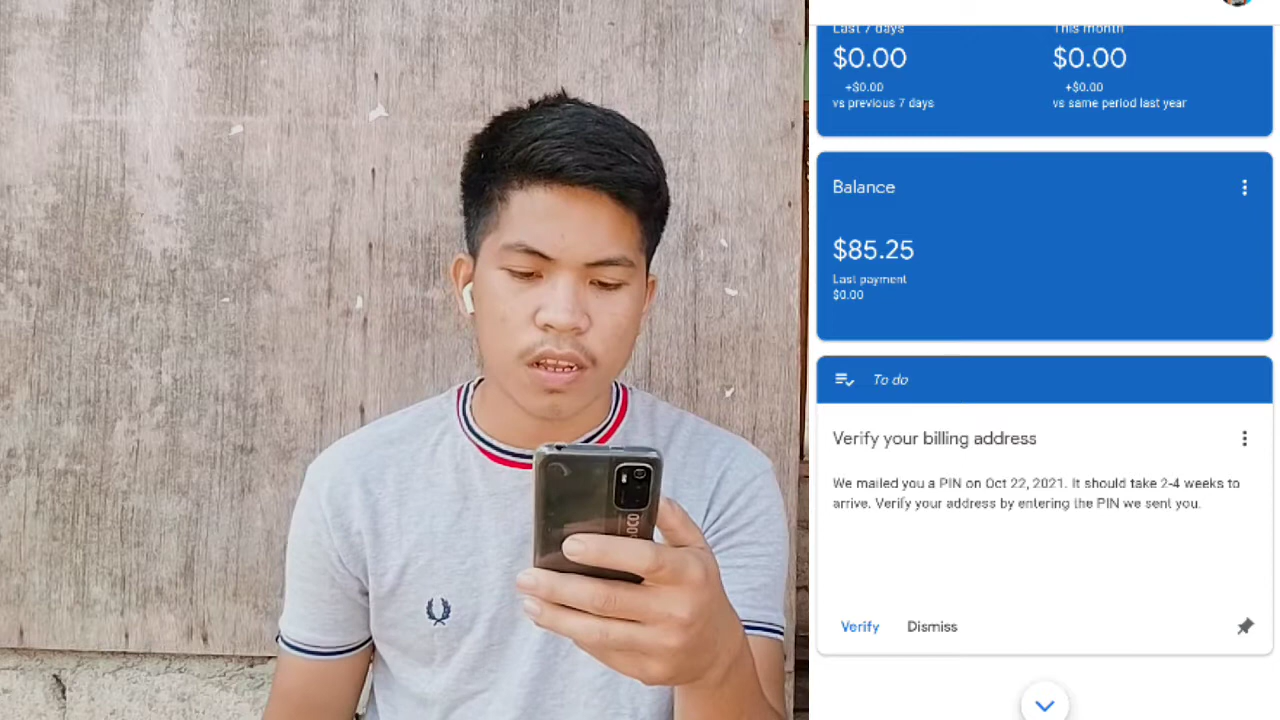 Last 7 days
This month
$0.00
$0.00
+$0.00
+$0.00
vs previous 7 days
vs same period last year
Balance
$85.25
Last payment
$0.00
To do
Verify your billing address
We mailed you a PIN on Oct 22, 2021. It should take 2-4 weeks to
arrive. Verify your address by entering the PIN we sent you.
Verify
Dismiss